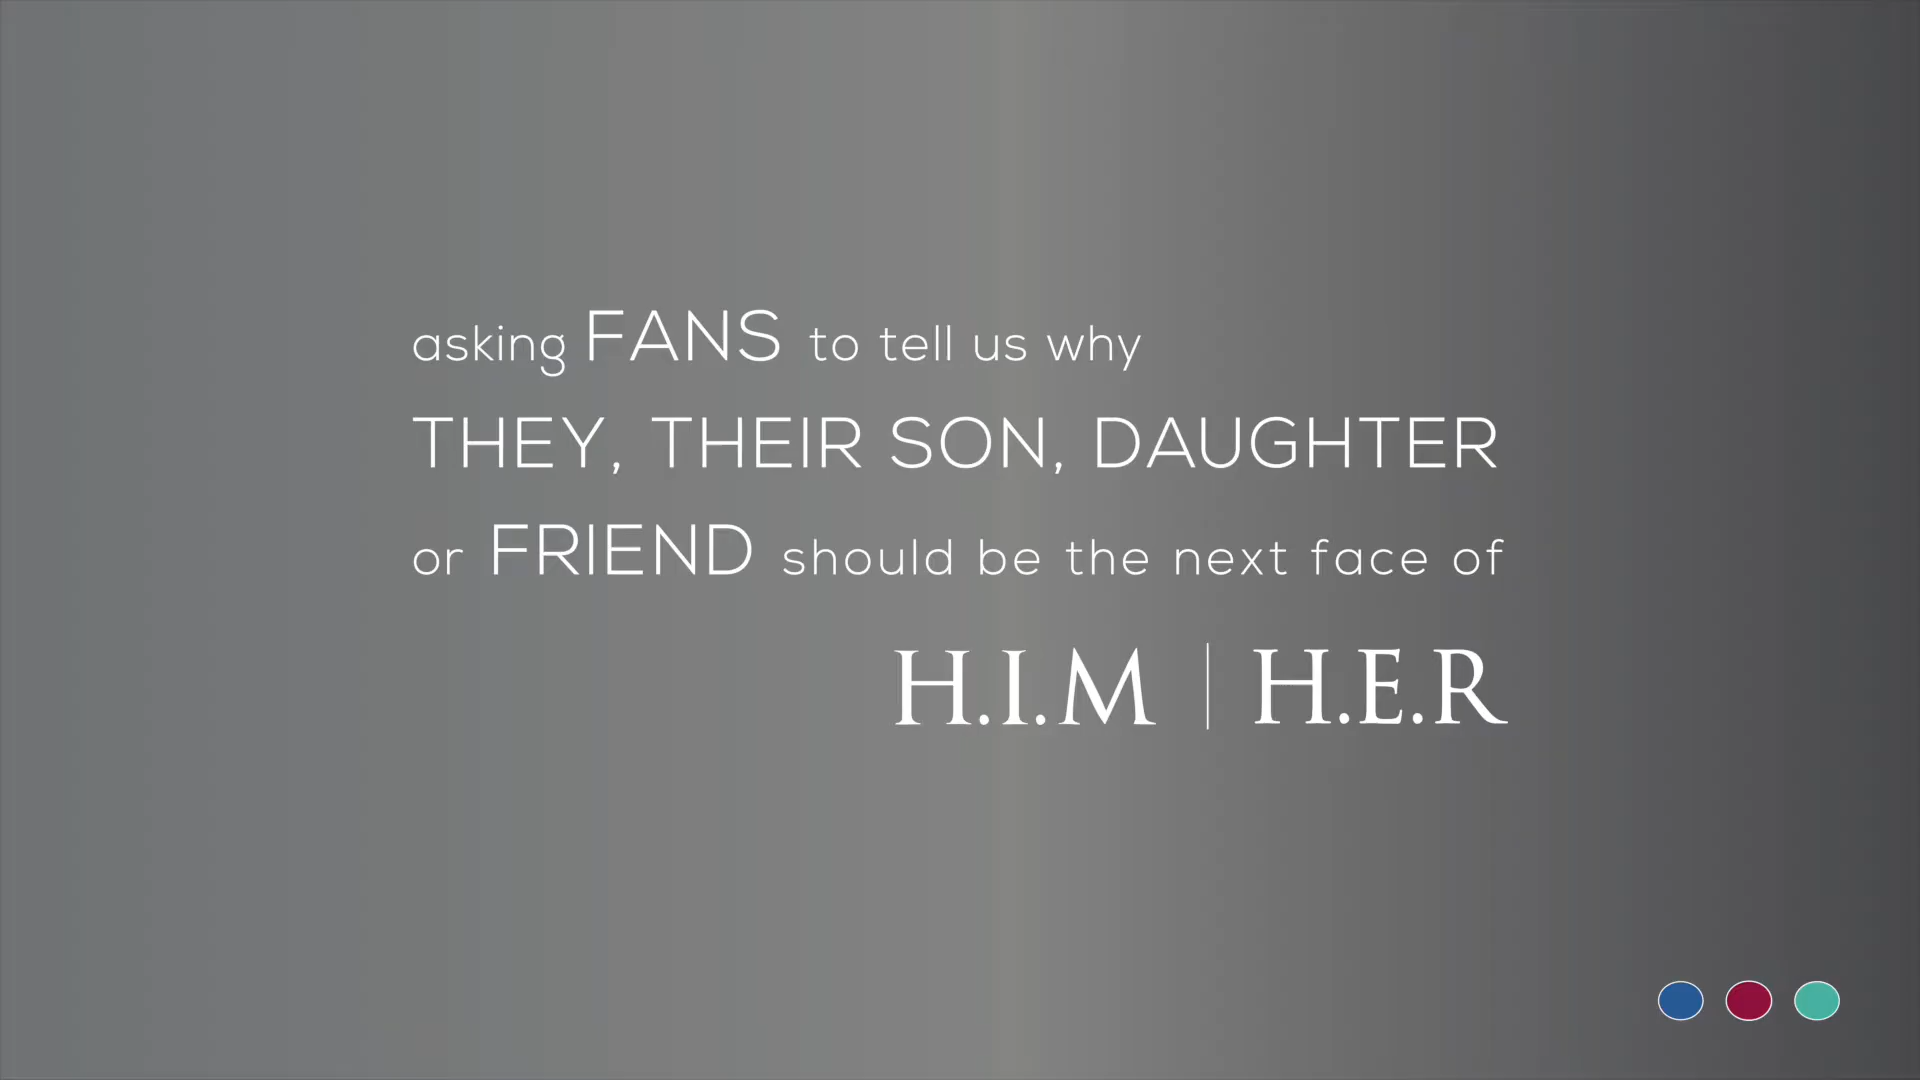 asking FANS to tell us why
THEY, THEIR SON, DAUGHTER
or FRIEND should be the next face of
H.I.M | H.E.R